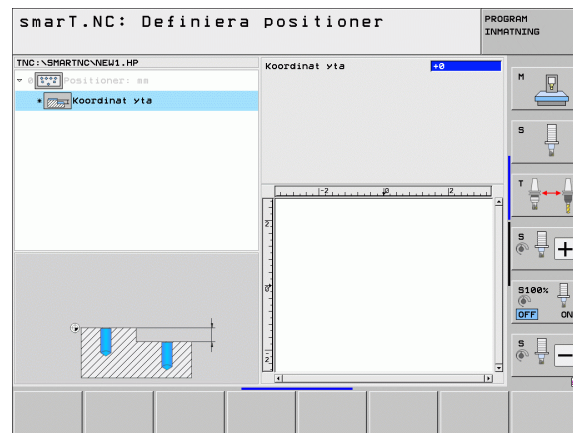 smarT.NC: Definiera positioner
PROGRAM
INMATNING
TNC:\SMARTNC\NEW1.HP
0 Positioner: mm
* Koordinat yta
Koordinat yta +0
-2 0 2
2
0
-2
M
S
T
S
+
S100%
OFF ON
S
-